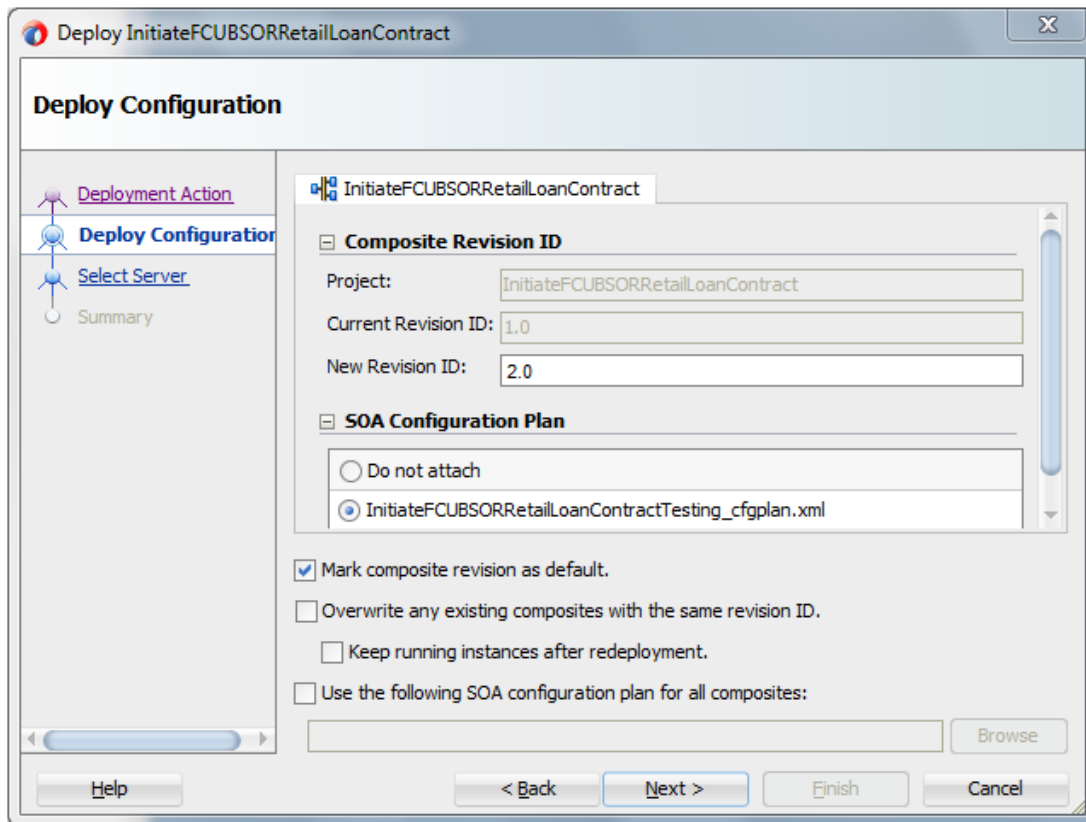 Deploy InitiateFCUBSORRetailLoanContract
Deploy Configuration
Deployment Action
Deploy Configuration
Select Server
Summary
InitiateFCUBSORRetailLoanContract
Composite Revision ID
Project: InitiateFCUBSORRetailLoanContract
Current Revision ID: 1.0
New Revision ID: 2.0
SOA Configuration Plan
Do not attach
InitiateFCUBSORRetailLoanContractTesting_cfgplan.xml
Mark composite revision as default.
Overwrite any existing composites with the same revision ID.
Keep running instances after redeployment.
Use the following SOA configuration plan for all composites:
Browse
Help < Back Next > Finish Cancel